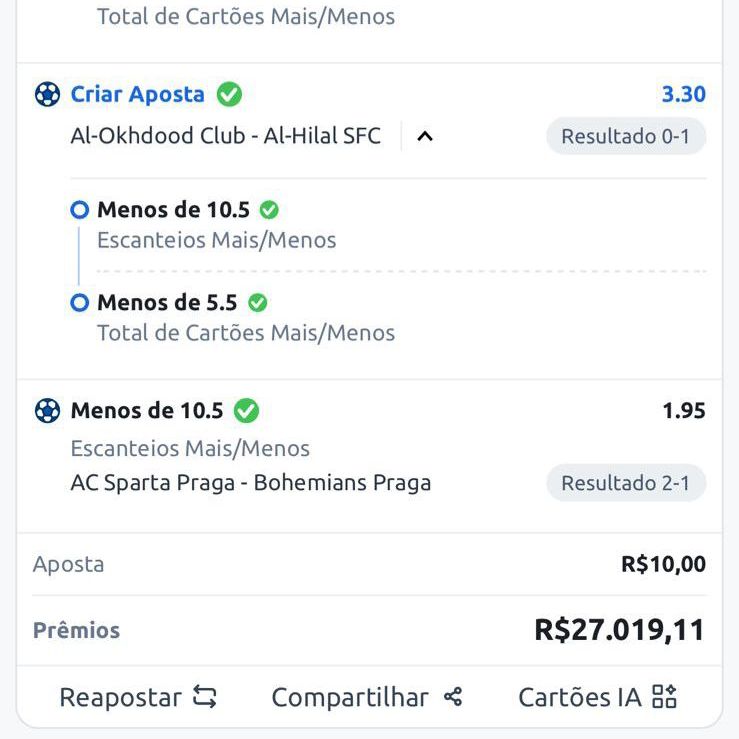 Total de Cartões Mais/Menos
Criar Aposta 3.30
Al-Okhdood Club - Al-Hilal SFC Resultado 0-1
Menos de 10.5
Escanteios Mais/Menos
Menos de 5.5
Total de Cartões Mais/Menos
Menos de 10.5 1.95
Escanteios Mais/Menos
AC Sparta Praga - Bohemians Praga Resultado 2-1
Aposta R$10,00
Prêmios R$27.019,11
Reapostar Compartilhar Cartões IA